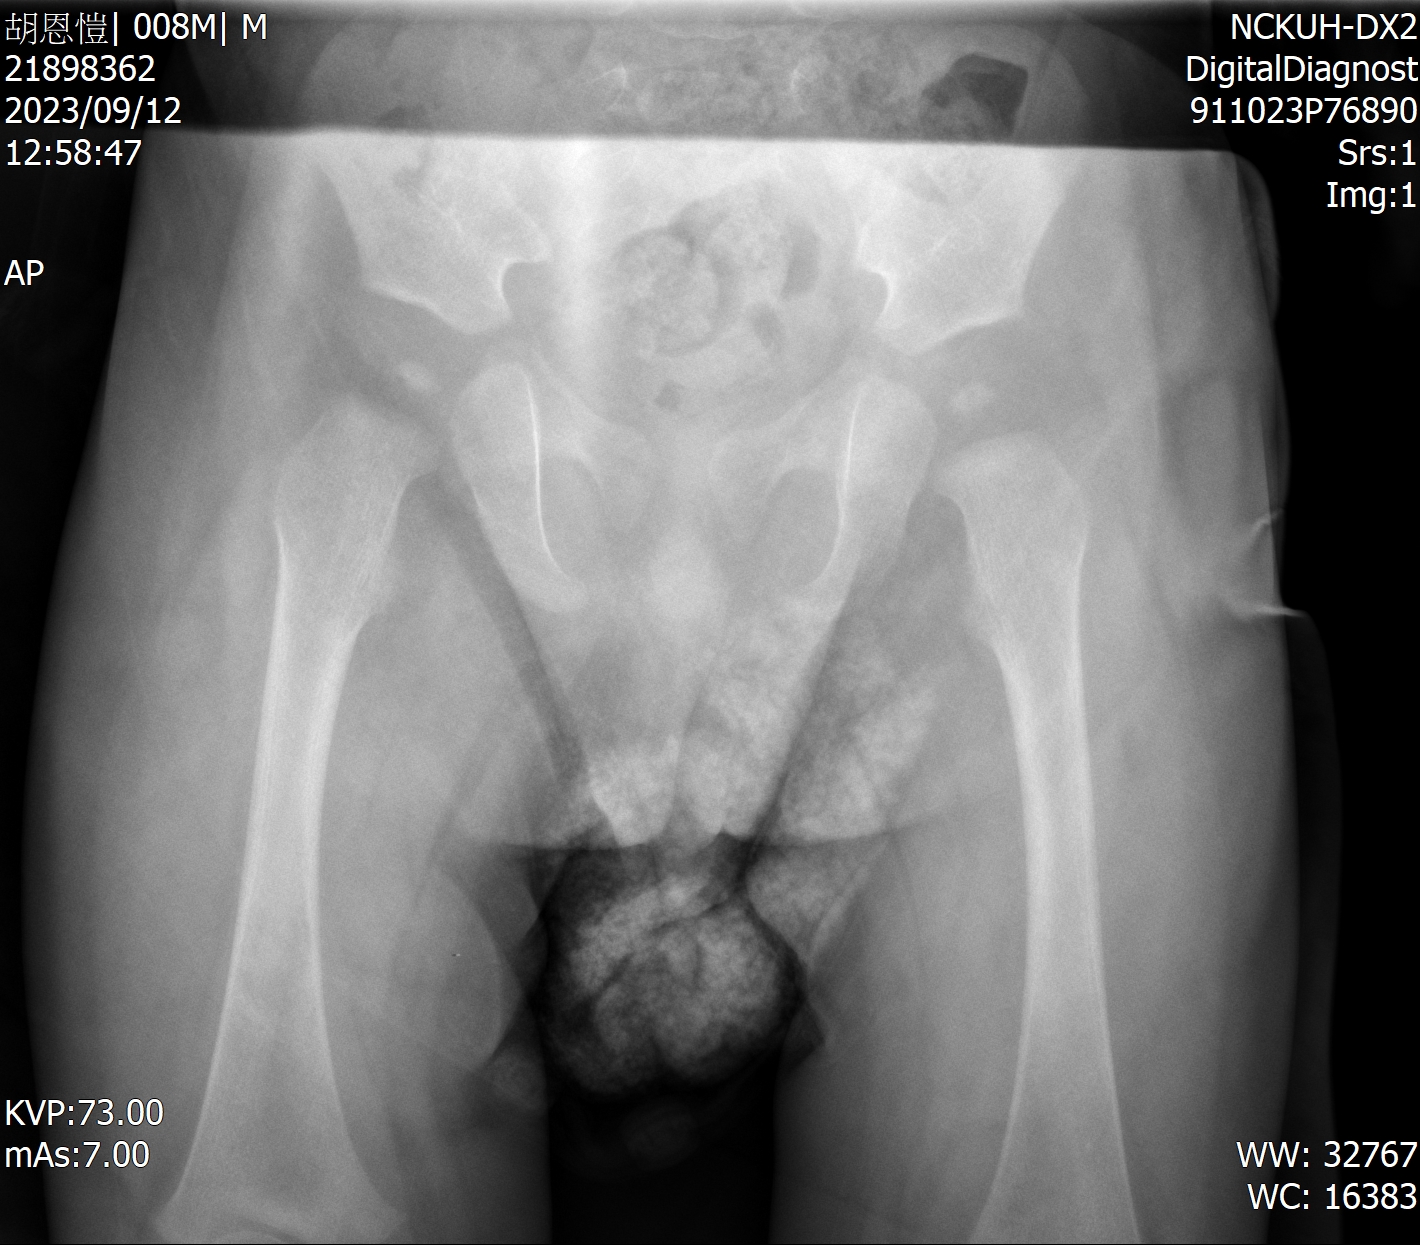 胡恩愷| 008M| M
21898362
2023/09/12
12:58:47
AP
NCKUH-DX2
DigitalDiagnost
911023P76890
Srs:1
Img:1
KVP:73.00
mAs:7.00
WW: 32767
WC: 16383